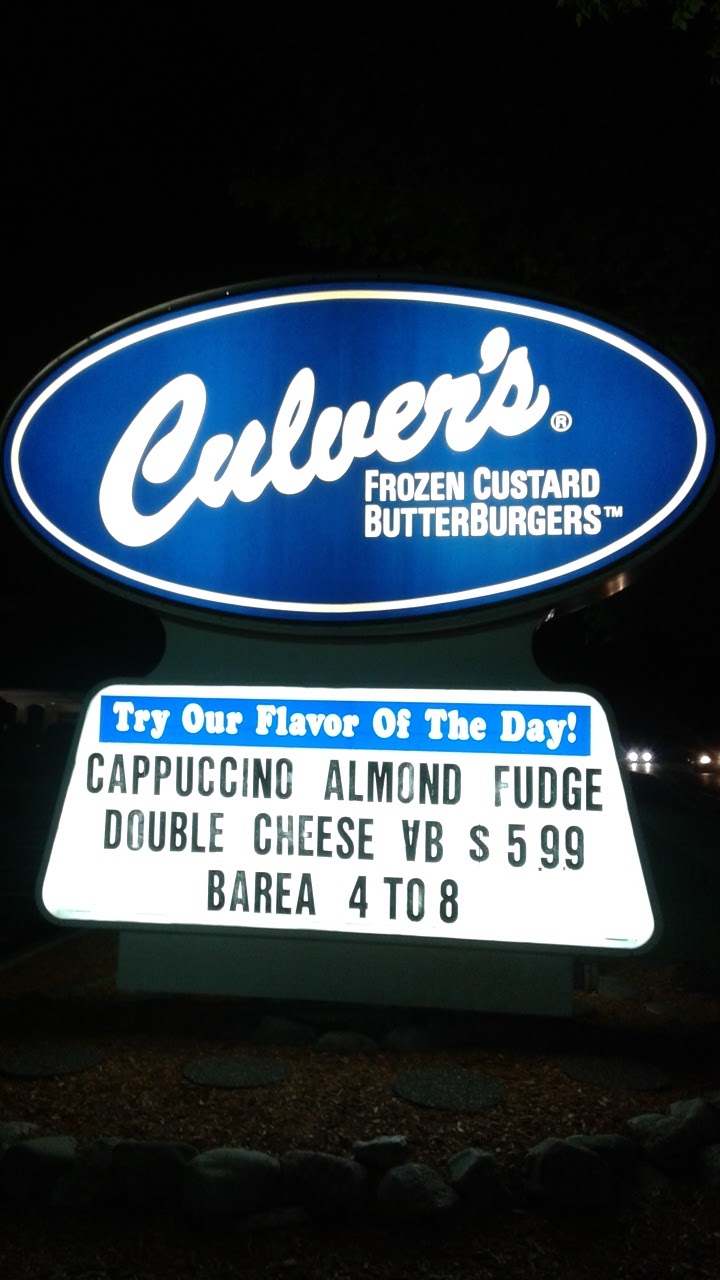 Culver's®
FROZEN CUSTARD
BUTTERBURGERS™
Try Our Flavor Of The Day!
CAPPUCCINO ALMOND FUDGE
DOUBLE CHEESE VB $5.99
BAREA 4 TO 8